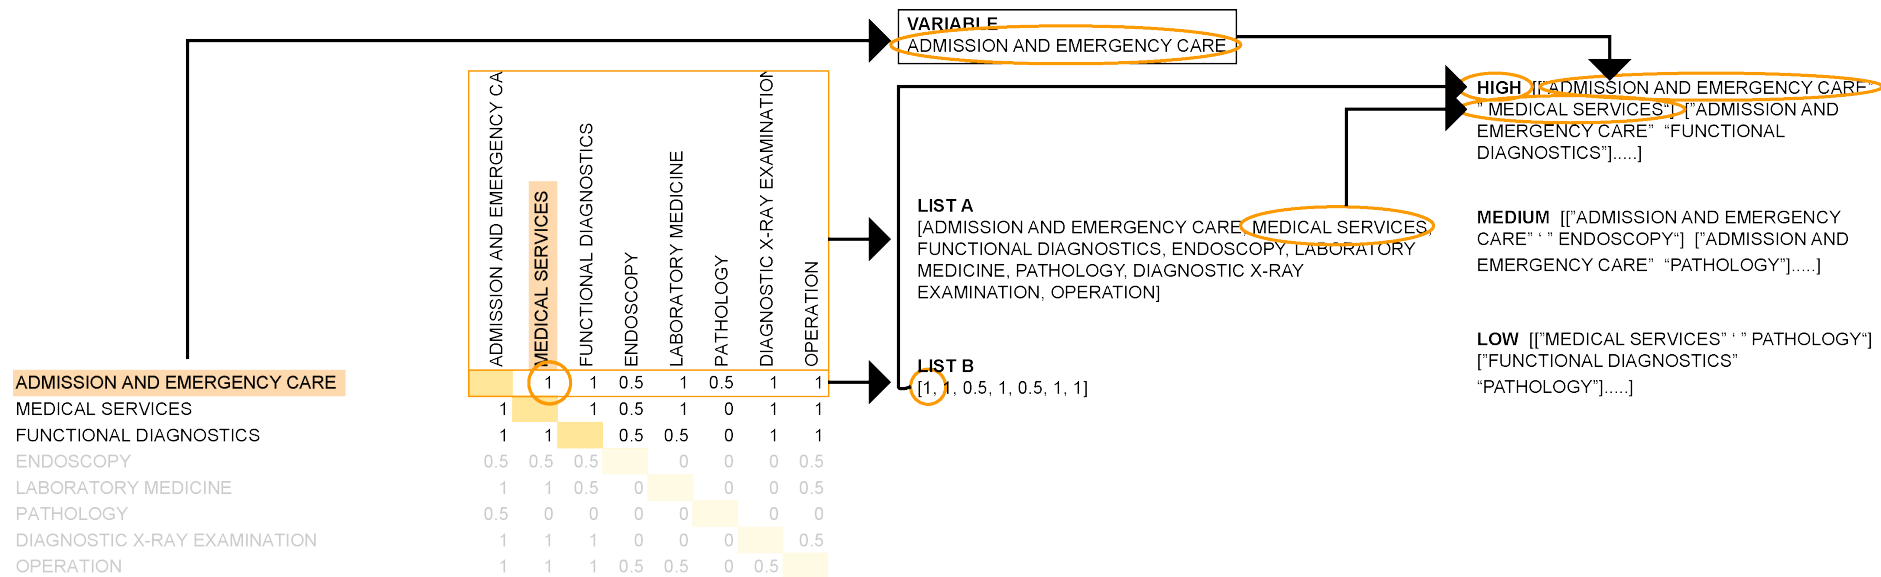 VARIABLE
ADMISSION AND EMERGENCY CARE
ADMISSION AND EMERGENCY CA
MEDICAL SERVICES
FUNCTIONAL DIAGNOSTICS
ENDOSCOPY
LABORATORY MEDICINE
PATHOLOGY
DIAGNOSTIC X-RAY EXAMINATION
OPERATION
ADMISSION AND EMERGENCY CARE 1 1 0.5 1 0.5 1 1
MEDICAL SERVICES 1 1 0.5 1 0 1 1
FUNCTIONAL DIAGNOSTICS 1 1 0.5 0.5 0 1 1
ENDOSCOPY 0.5 0.5 0.5 0 0 0 0.5
LABORATORY MEDICINE 1 1 0.5 0 0 0 0.5
PATHOLOGY 0.5 0 0 0 0 0 0
DIAGNOSTIC X-RAY EXAMINATION 1 1 1 0 0 0 0.5
OPERATION 1 1 1 0.5 0.5 0 0.5
LIST A
[ADMISSION AND EMERGENCY CARE, MEDICAL SERVICES,
FUNCTIONAL DIAGNOSTICS, ENDOSCOPY, LABORATORY
MEDICINE, PATHOLOGY, DIAGNOSTIC X-RAY
EXAMINATION, OPERATION]
LIST B
[1, 1, 0.5, 1, 0.5, 1, 1]
HIGH [["ADMISSION AND EMERGENCY CARE"
" MEDICAL SERVICES“] ["ADMISSION AND
EMERGENCY CARE” “FUNCTIONAL
DIAGNOSTICS”].....]
MEDIUM [[”ADMISSION AND EMERGENCY
CARE” ‘ ” ENDOSCOPY“] [”ADMISSION AND
EMERGENCY CARE” “PATHOLOGY”].....]
LOW [[”MEDICAL SERVICES” ‘ ” PATHOLOGY“]
[”FUNCTIONAL DIAGNOSTICS”
“PATHOLOGY”].....]